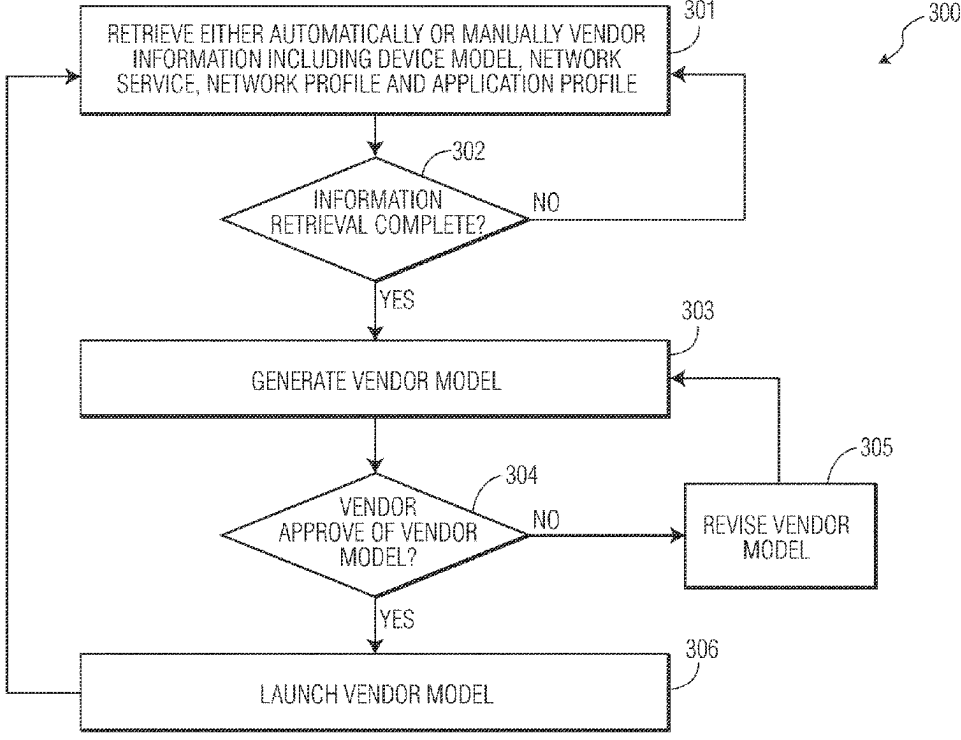 300
301
RETRIEVE EITHER AUTOMATICALLY OR MANUALLY VENDOR
INFORMATION INCLUDING DEVICE MODEL, NETWORK
SERVICE, NETWORK PROFILE AND APPLICATION PROFILE
302
INFORMATION
RETRIEVAL COMPLETE?
NO
YES
303
GENERATE VENDOR MODEL
304
VENDOR
APPROVE OF VENDOR
MODEL?
NO
305
REVISE VENDOR
MODEL
YES
306
LAUNCH VENDOR MODEL